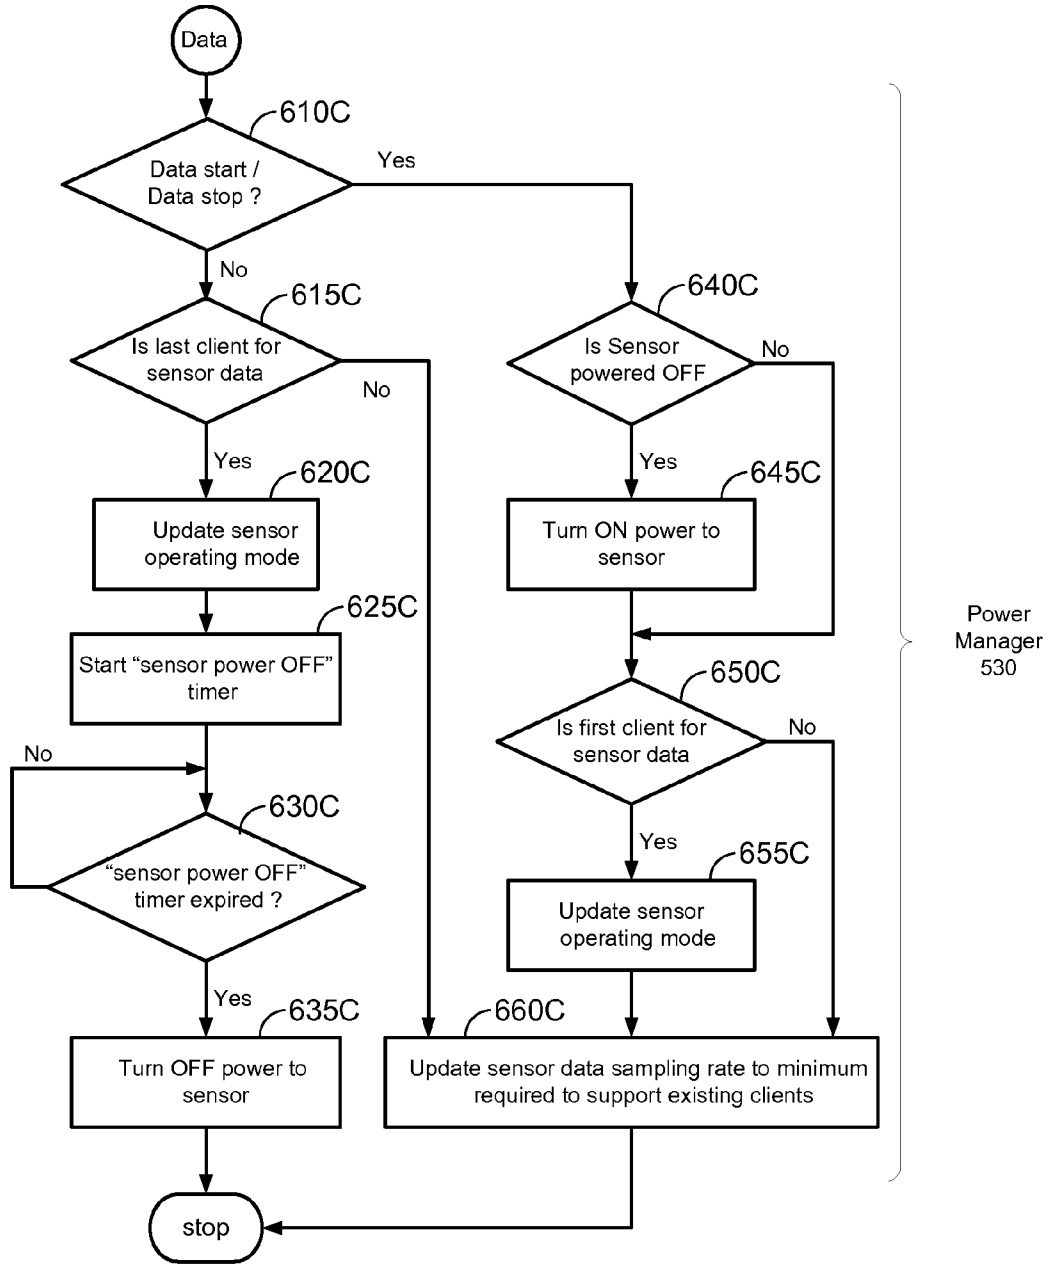 Data
610C
Data start /
Data stop ?
Yes
No
615C
Is last client for
sensor data
No
Yes
620C
Update sensor
operating mode
625C
Start “sensor power OFF”
timer
No
630C
“sensor power OFF”
timer expired ?
Yes
635C
Turn OFF power to
sensor
stop
640C
Is Sensor
powered OFF
No
Yes
645C
Turn ON power to
sensor
650C
Is first client for
sensor data
No
Yes
655C
Update sensor
operating mode
660C
Update sensor data sampling rate to minimum
required to support existing clients
Power
Manager
530